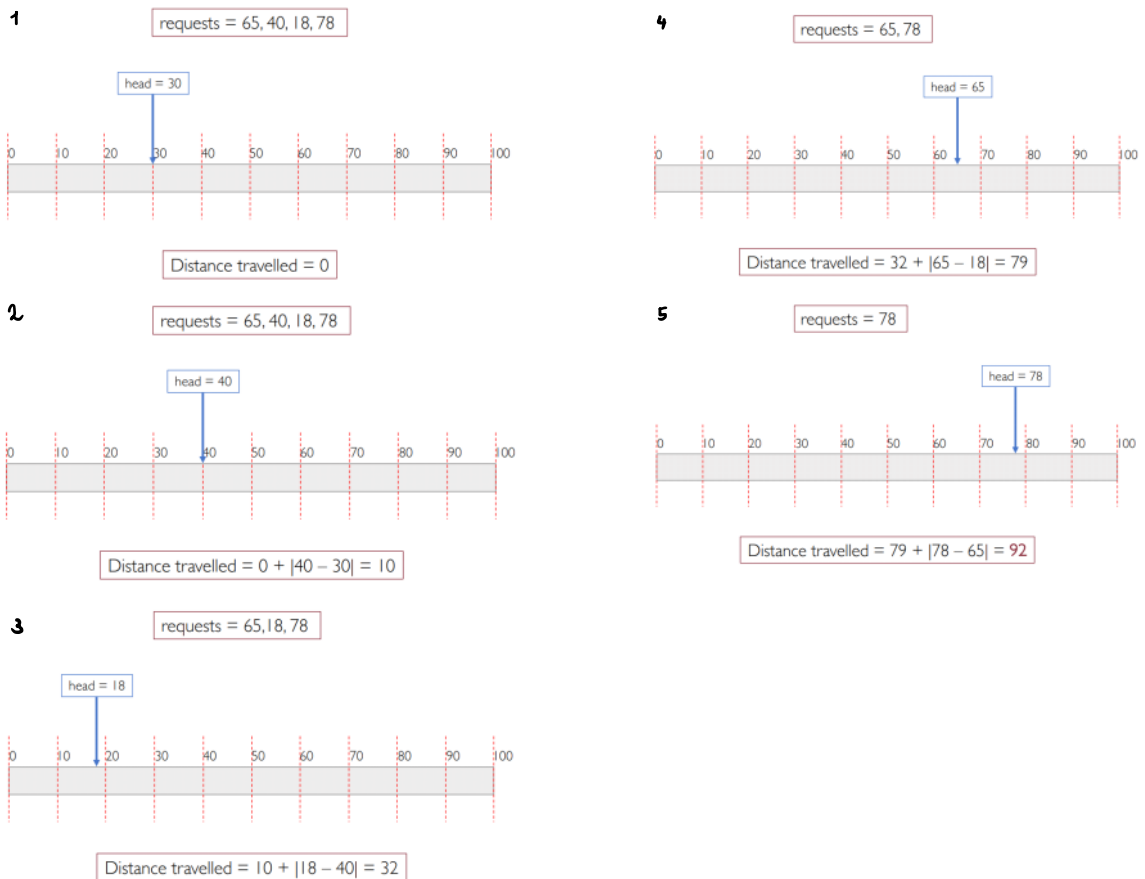 1
requests = 65, 40, 18, 78
head = 30
0 10 20 30 40 50 60 70 80 90 100
Distance travelled = 0
2
requests = 65, 40, 18, 78
head = 40
0 10 20 30 40 50 60 70 80 90 100
Distance travelled = 0 + |40 – 30| = 10
3
requests = 65,18, 78
head = 18
0 10 20 30 40 50 60 70 80 90 100
Distance travelled = 10 + |18 – 40| = 32
4
requests = 65, 78
head = 65
0 10 20 30 40 50 60 70 80 90 100
Distance travelled = 32 + |65 – 18| = 79
5
requests = 78
head = 78
0 10 20 30 40 50 60 70 80 90 100
Distance travelled = 79 + |78 – 65| = 92